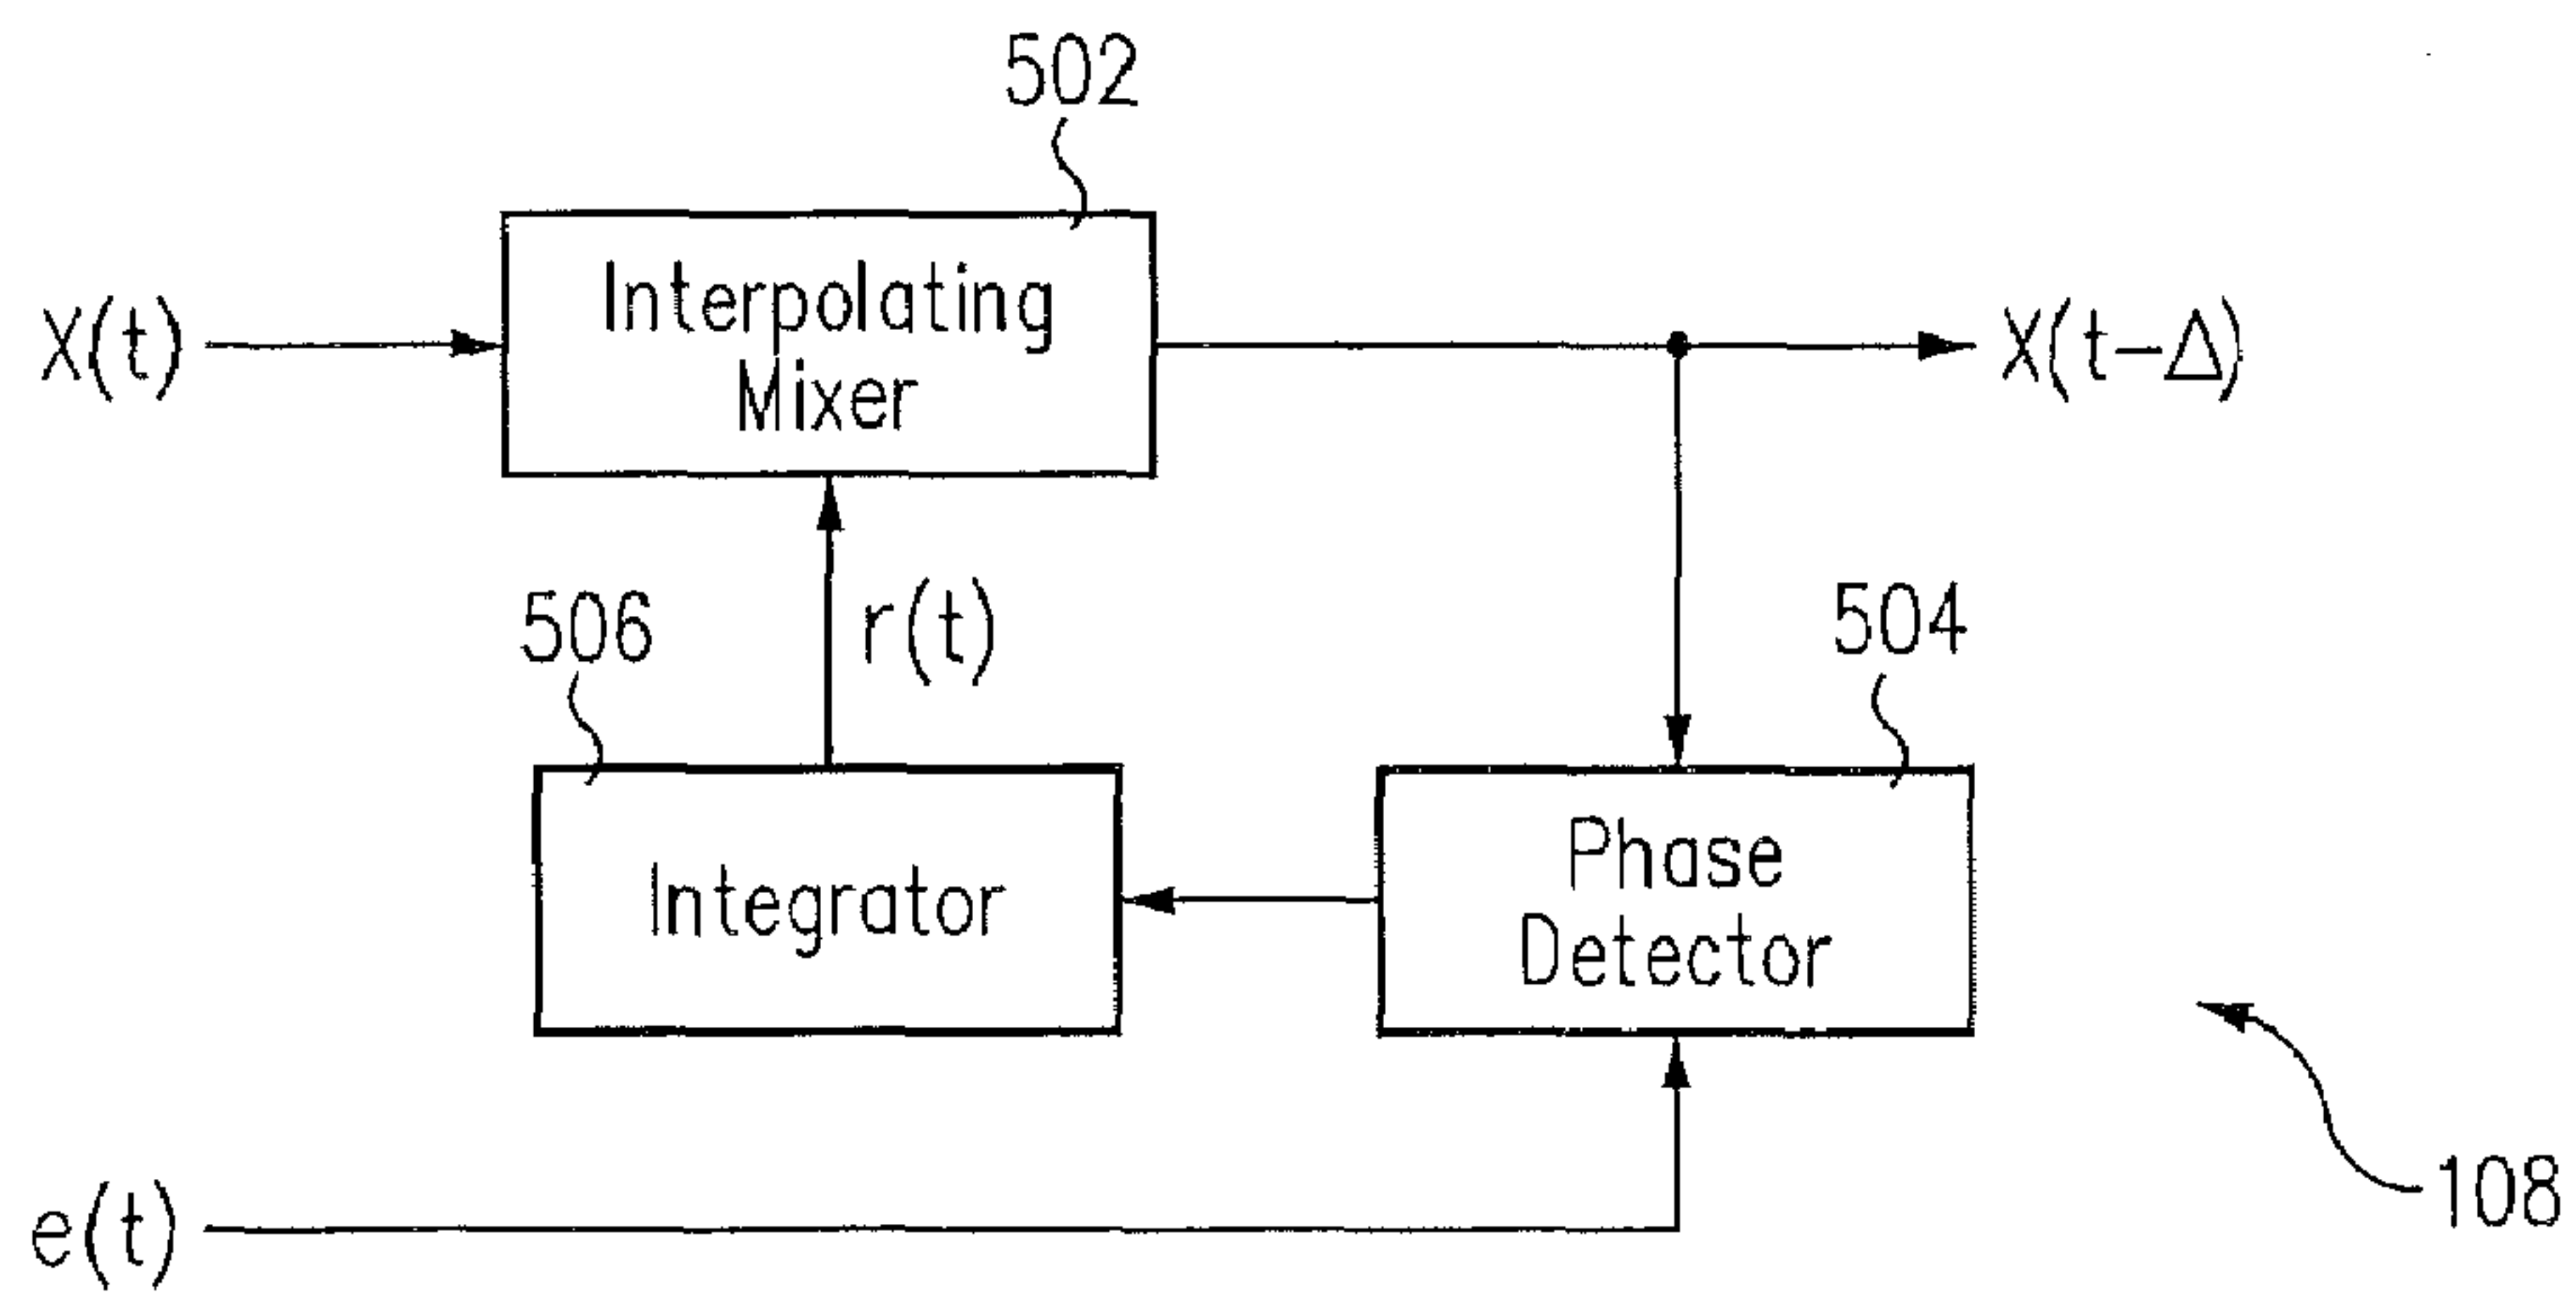 502
Interpolating
Mixer
X(t)
X(t-Δ)
506
r(t)
504
Integrator
Phase
Detector
e(t)
108